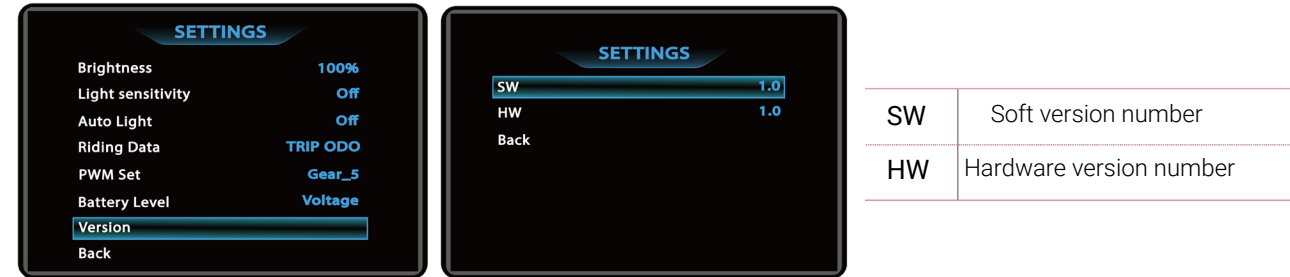 SETTINGS
Brightness 100%
Light sensitivity Off
Auto Light Off
Riding Data TRIP ODO
PWM Set Gear_5
Battery Level Voltage
Version
Back
SETTINGS
SW 1.0
HW 1.0
Back
SW Soft version number
HW Hardware version number